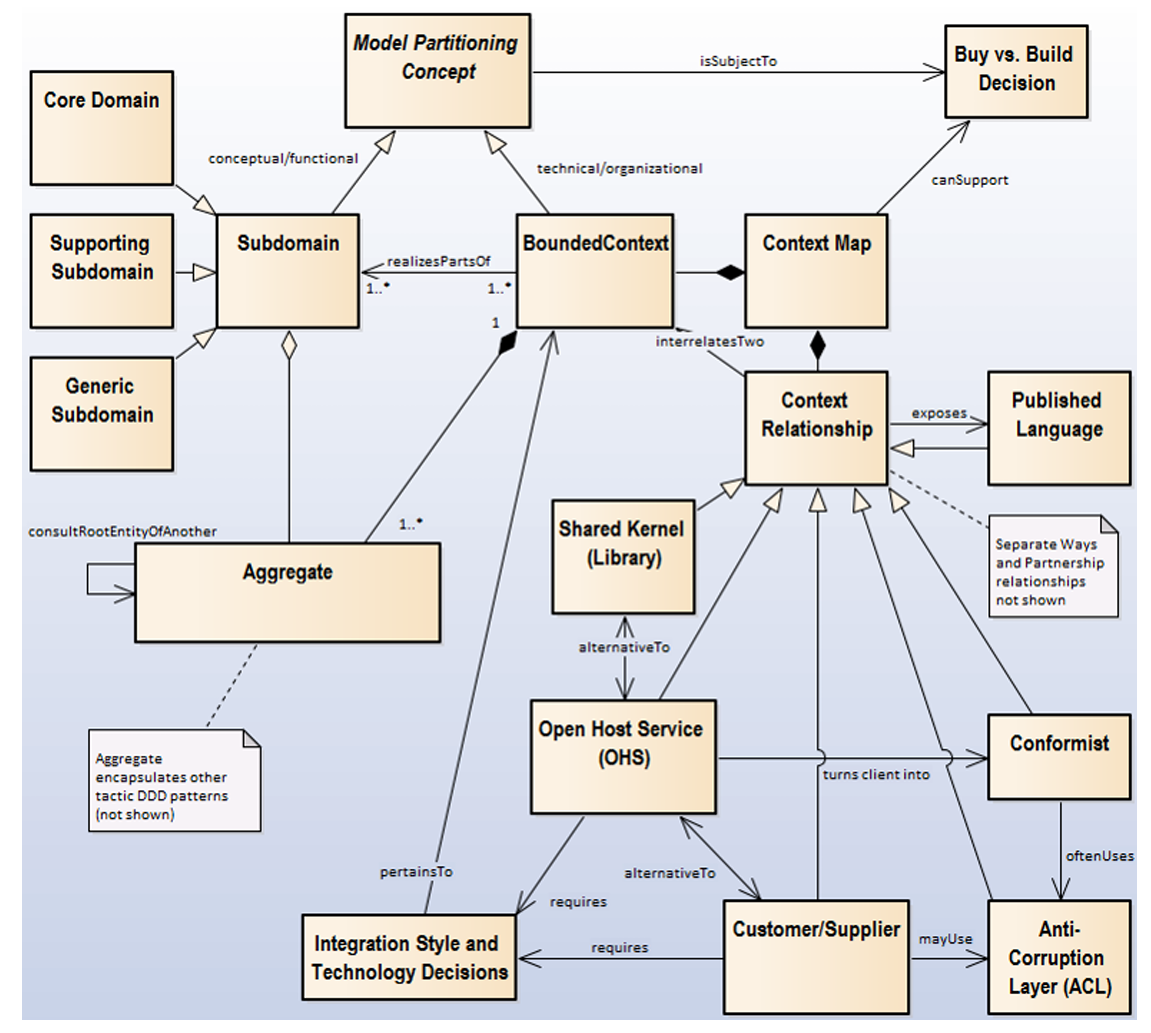 Model Partitioning
Concept
isSubjectTo
Buy vs. Build
Decision
Core Domain
conceptual/functional
technical/organizational
canSupport
Supporting
Subdomain
Subdomain
realizesPartsOf
1..*
1..*
BoundedContext
Context Map
1
interrelatesTwo
Generic
Subdomain
Context
Relationship
exposes
Published
Language
consultRootEntityOfAnother
1..*
Aggregate
Shared Kernel
(Library)
Separate Ways
and Partnership
relationships
not shown
alternativeTo
Aggregate
encapsulates other
tactic DDD patterns
(not shown)
Open Host Service
(OHS)
turns client into
Conformist
pertainsTo
alternativeTo
oftenUses
requires
Integration Style and
Technology Decisions
requires
Customer/Supplier
mayUse
Anti-
Corruption
Layer (ACL)